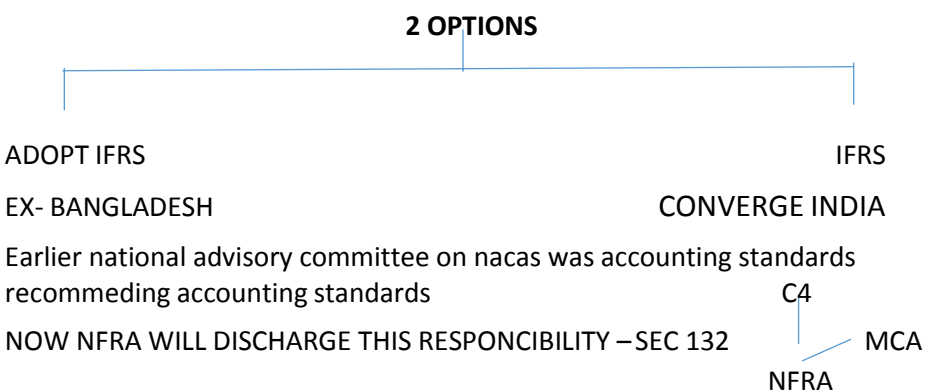 2 OPTIONS
ADOPT IFRS IFRS
EX- BANGLADESH CONVERGE INDIA
Earlier national advisory committee on nacas was accounting standards
recommeding accounting standards C4
NOW NFRA WILL DISCHARGE THIS RESPONCIBILITY – SEC 132 MCA
NFRA